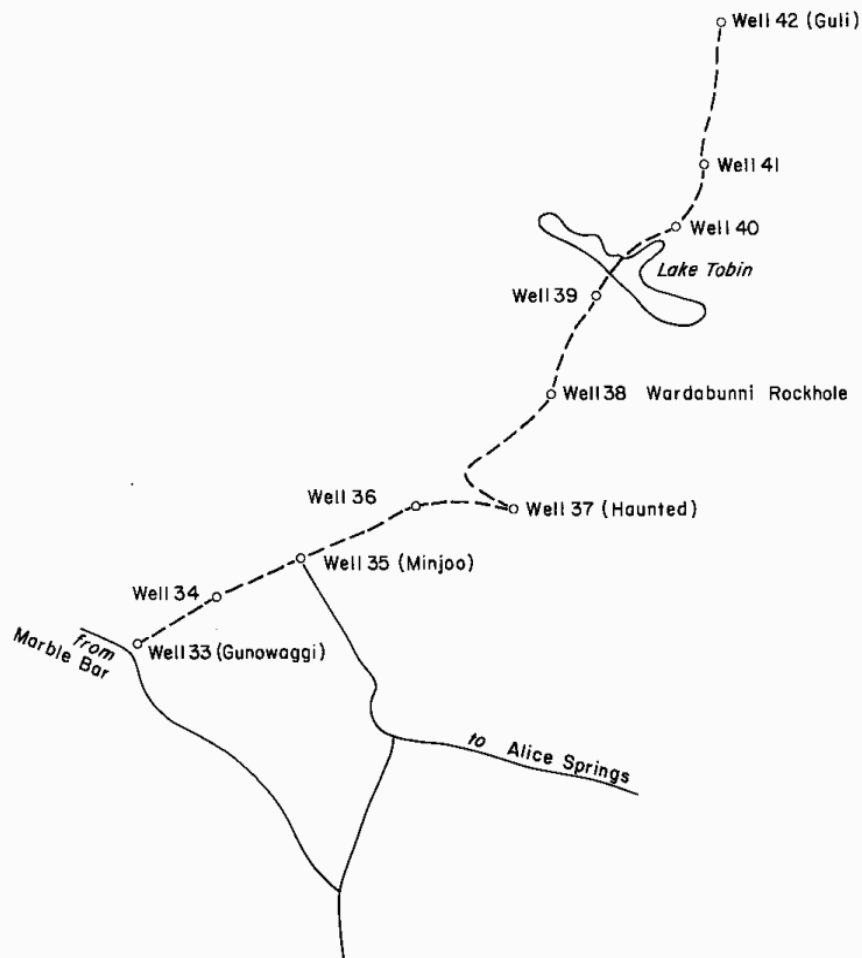 Well 42 (Guli)
Well 41
Well 40
Lake Tobin
Well 39
Well 38 Wardabunni Rockhole
Well 36
Well 37 (Haunted)
Well 35 (Minjoo)
Well 34
from
Marble Bar
Well 33 (Gunowaggi)
to Alice Springs